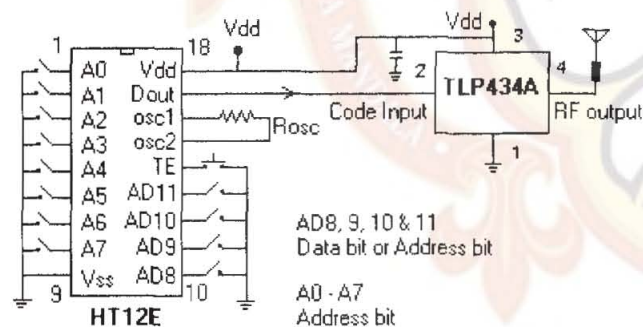 Vdd
Vdd
1
18
3
A0
Vdd
2
TLP434A
4
A1
Dout
Code Input
RF output
A2
osc1
Rosc
A3
osc2
1
A4
TE
A5
AD11
A6
AD10
AD8, 9, 10 & 11
A7
AD9
Data bit or Address bit
Vss
AD8
9
10
A0 - A7
HT12E
Address bit